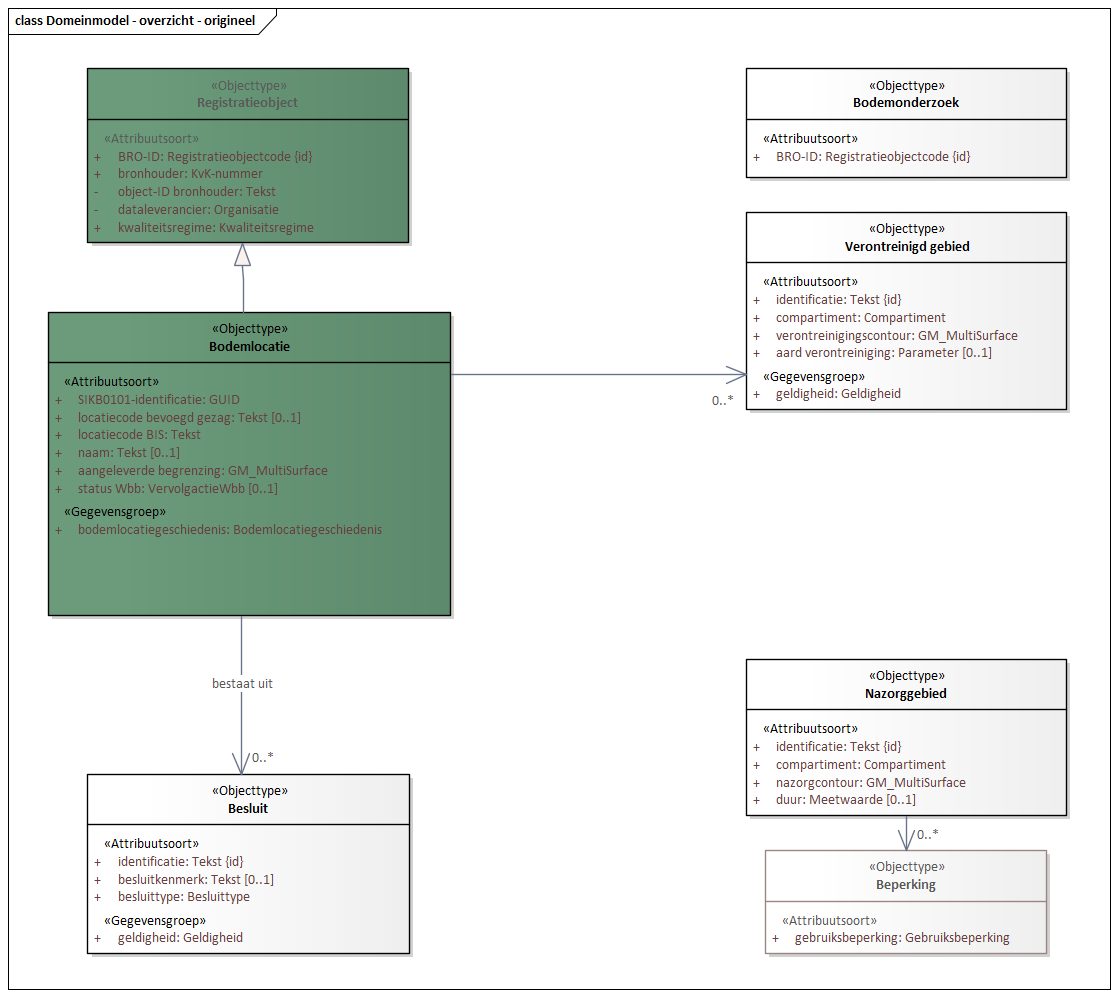 class Domeinmodel - overzicht - origineel
«Objecttype»
Registratieobject
«Attribuutsoort»
+ BRO-ID: Registratieobjectcode {id}
+ bronhouder: KvK-nummer
- object-ID bronhouder: Tekst
- dataleverancier: Organisatie
+ kwaliteitsregime: Kwaliteitsregime
«Objecttype»
Bodemonderzoek
«Attribuutsoort»
+ BRO-ID: Registratieobjectcode {id}
«Objecttype»
Verontreinigd gebied
«Attribuutsoort»
+ identificatie: Tekst {id}
+ compartiment: Compartiment
+ verontreinigingscontour: GM_MultiSurface
+ aard verontreiniging: Parameter [0..1]
«Gegevensgroep»
+ geldigheid: Geldigheid
«Objecttype»
Bodemlocatie
«Attribuutsoort»
+ SIKB0101-identificatie: GUID
+ locatiecode bevoegd gezag: Tekst [0..1]
+ locatiecode BIS: Tekst
+ naam: Tekst [0..1]
+ aangeleverde begrenzing: GM_MultiSurface
+ status Wbb: VervolgactieWbb [0..1]
«Gegevensgroep»
+ bodemlocatiegeschiedenis: Bodemlocatiegeschiedenis
0..*
bestaat uit
0..*
«Objecttype»
Besluit
«Attribuutsoort»
+ identificatie: Tekst {id}
+ besluitkenmerk: Tekst [0..1]
+ besluittype: Besluittype
«Gegevensgroep»
+ geldigheid: Geldigheid
«Objecttype»
Nazorggebied
«Attribuutsoort»
+ identificatie: Tekst {id}
+ compartiment: Compartiment
+ nazorgcontour: GM_MultiSurface
+ duur: Meetwaarde [0..1]
0..*
«Objecttype»
Beperking
«Attribuutsoort»
+ gebruiksbeperking: Gebruiksbeperking